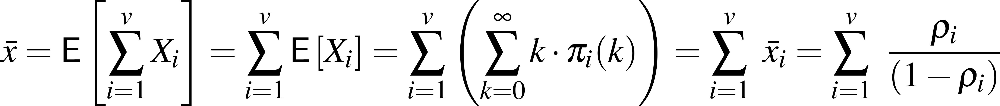 x̄ = E [ ∑_{i=1}^{v} X_i ] = ∑_{i=1}^{v} E [X_i] = ∑_{i=1}^{v} ( ∑_{k=0}^{∞} k · π_i(k) ) = ∑_{i=1}^{v} x̄_i = ∑_{i=1}^{v} ρ_i / (1 − ρ_i)